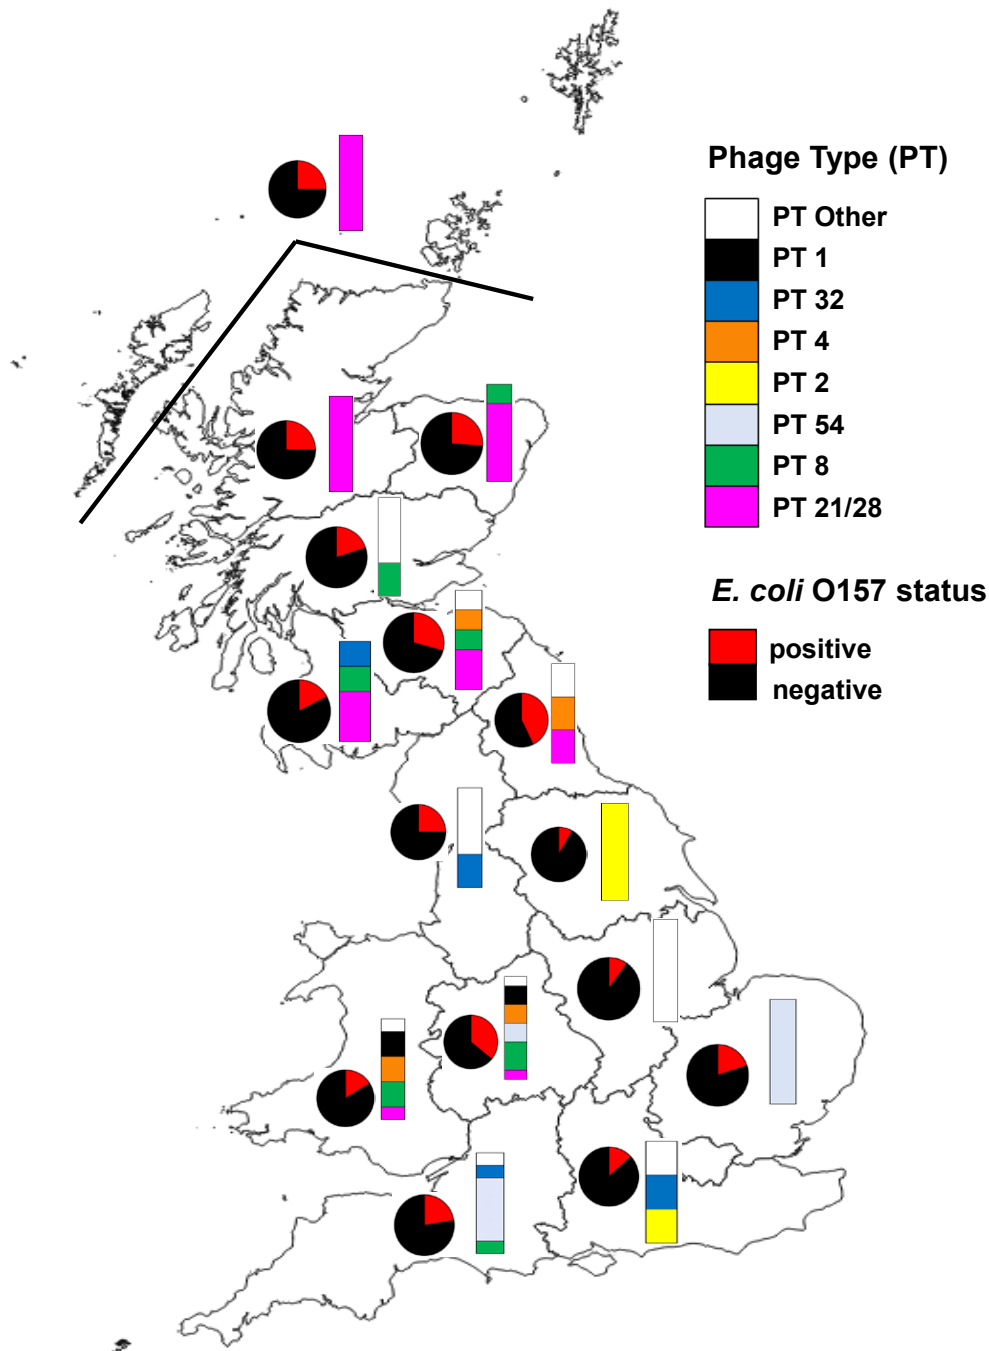 Phage Type (PT)
PT Other
PT 1
PT 32
PT 4
PT 2
PT 54
PT 8
PT 21/28
E. coli O157 status
positive
negative